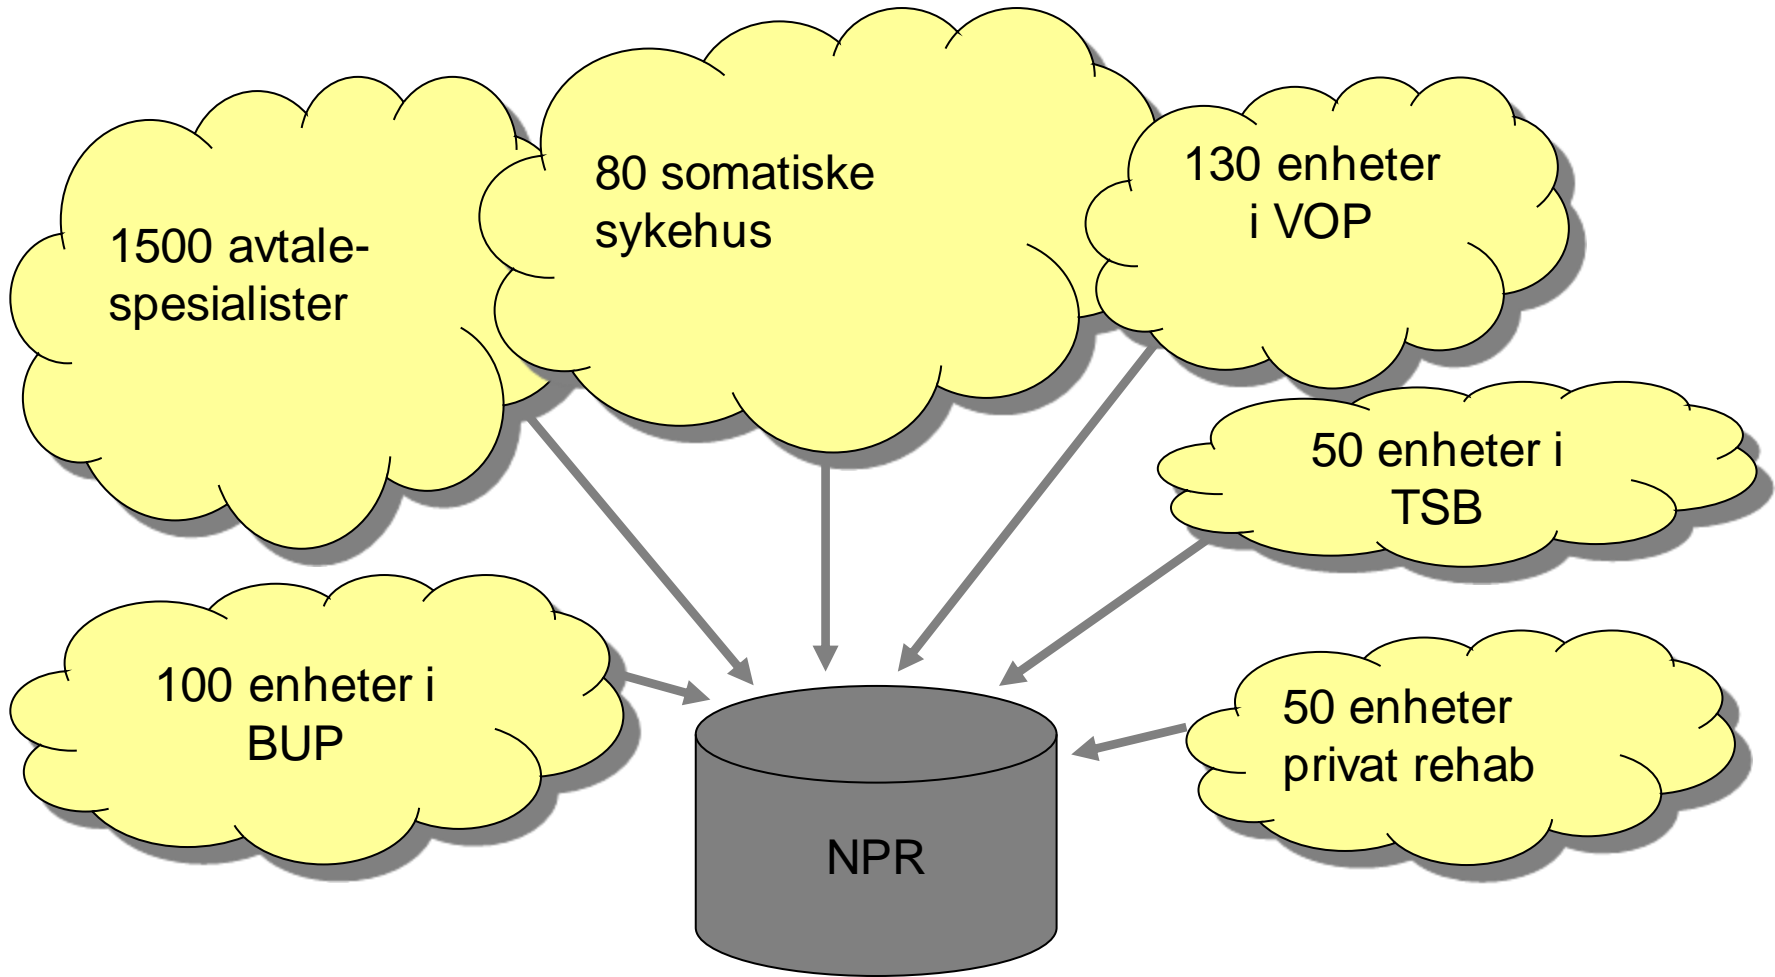 1500 avtale-
spesialister
80 somatiske
sykehus
130 enheter
i VOP
50 enheter i
TSB
100 enheter i
BUP
50 enheter
privat rehab
NPR